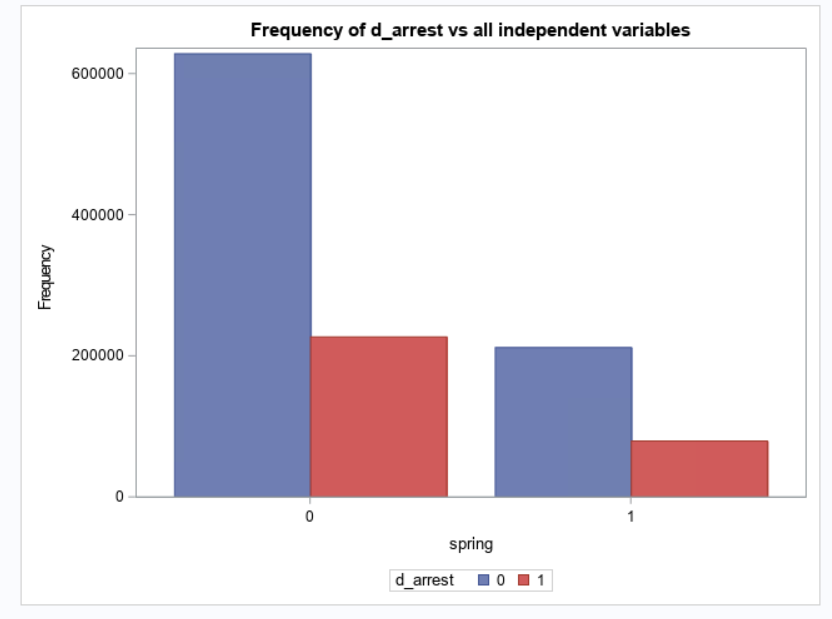 Frequency of d_arrest vs all independent variables
600000
400000
200000
0
Frequency
0 1
spring
d_arrest 0 1